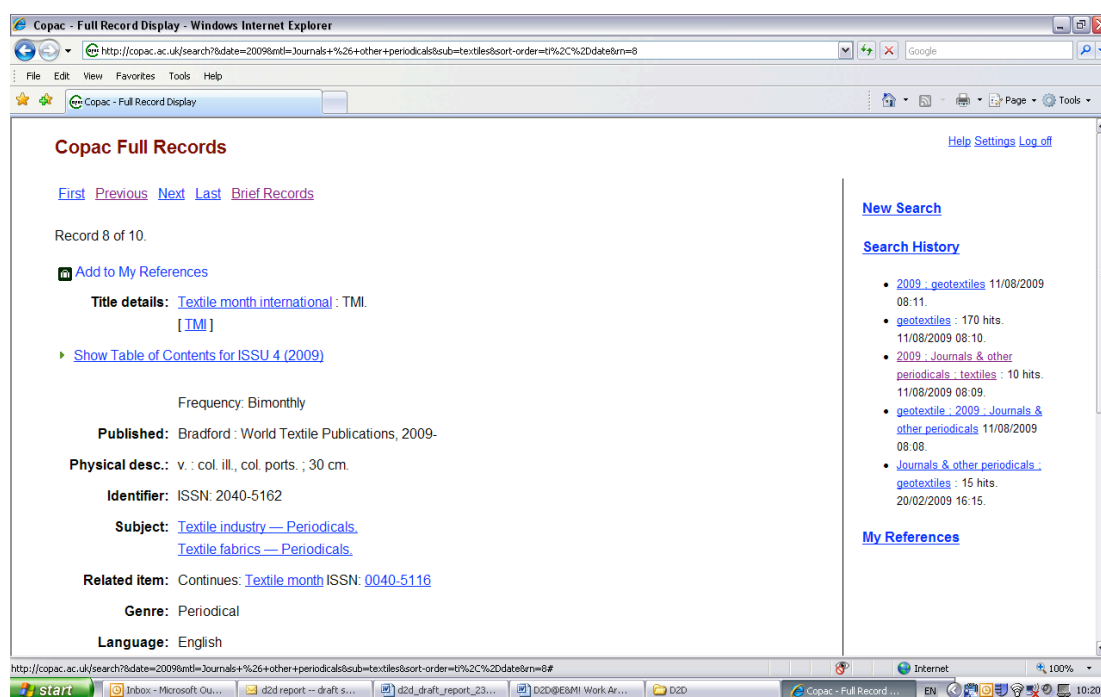 Copac - Full Record Display - Windows Internet Explorer
http://copac.ac.uk/search?&date=2009&mtl=Journals+%26+other+periodicals&sub=textiles&sort-order=ti%2C%2Ddate&rn=8
Google
File Edit View Favorites Tools Help
Copac - Full Record Display
Page Tools
Copac Full Records
Help Settings Log off
First Previous Next Last Brief Records
Record 8 of 10.
Add to My References
Title details: Textile month international : TMI.
[ TMI ]
Show Table of Contents for ISSU 4 (2009)
Frequency: Bimonthly
Published: Bradford : World Textile Publications, 2009-
Physical desc.: v. : col. ill., col. ports. ; 30 cm.
Identifier: ISSN: 2040-5162
Subject: Textile industry — Periodicals.
Textile fabrics — Periodicals.
Related item: Continues: Textile month ISSN: 0040-5116
Genre: Periodical
Language: English
New Search
Search History
2009 ; geotextiles 11/08/2009
08:11.
geotextiles : 170 hits.
11/08/2009 08:10.
2009 ; Journals & other
periodicals ; textiles : 10 hits.
11/08/2009 08:09.
geotextile ; 2009 ; Journals &
other periodicals 11/08/2009
08:08.
Journals & other periodicals ;
geotextiles : 15 hits.
20/02/2009 16:15.
My References
http://copac.ac.uk/search?&date=2009&mtl=Journals+%26+other+periodicals&sub=textiles&sort-order=ti%2C%2Ddate&rn=8#
Internet
100%
start
Inbox - Microsoft Ou...
d2d report -- draft s...
d2d_draft_report_23...
D2D@E&MI Work Ar...
D2D
Copac - Full Record ...
EN
10:20